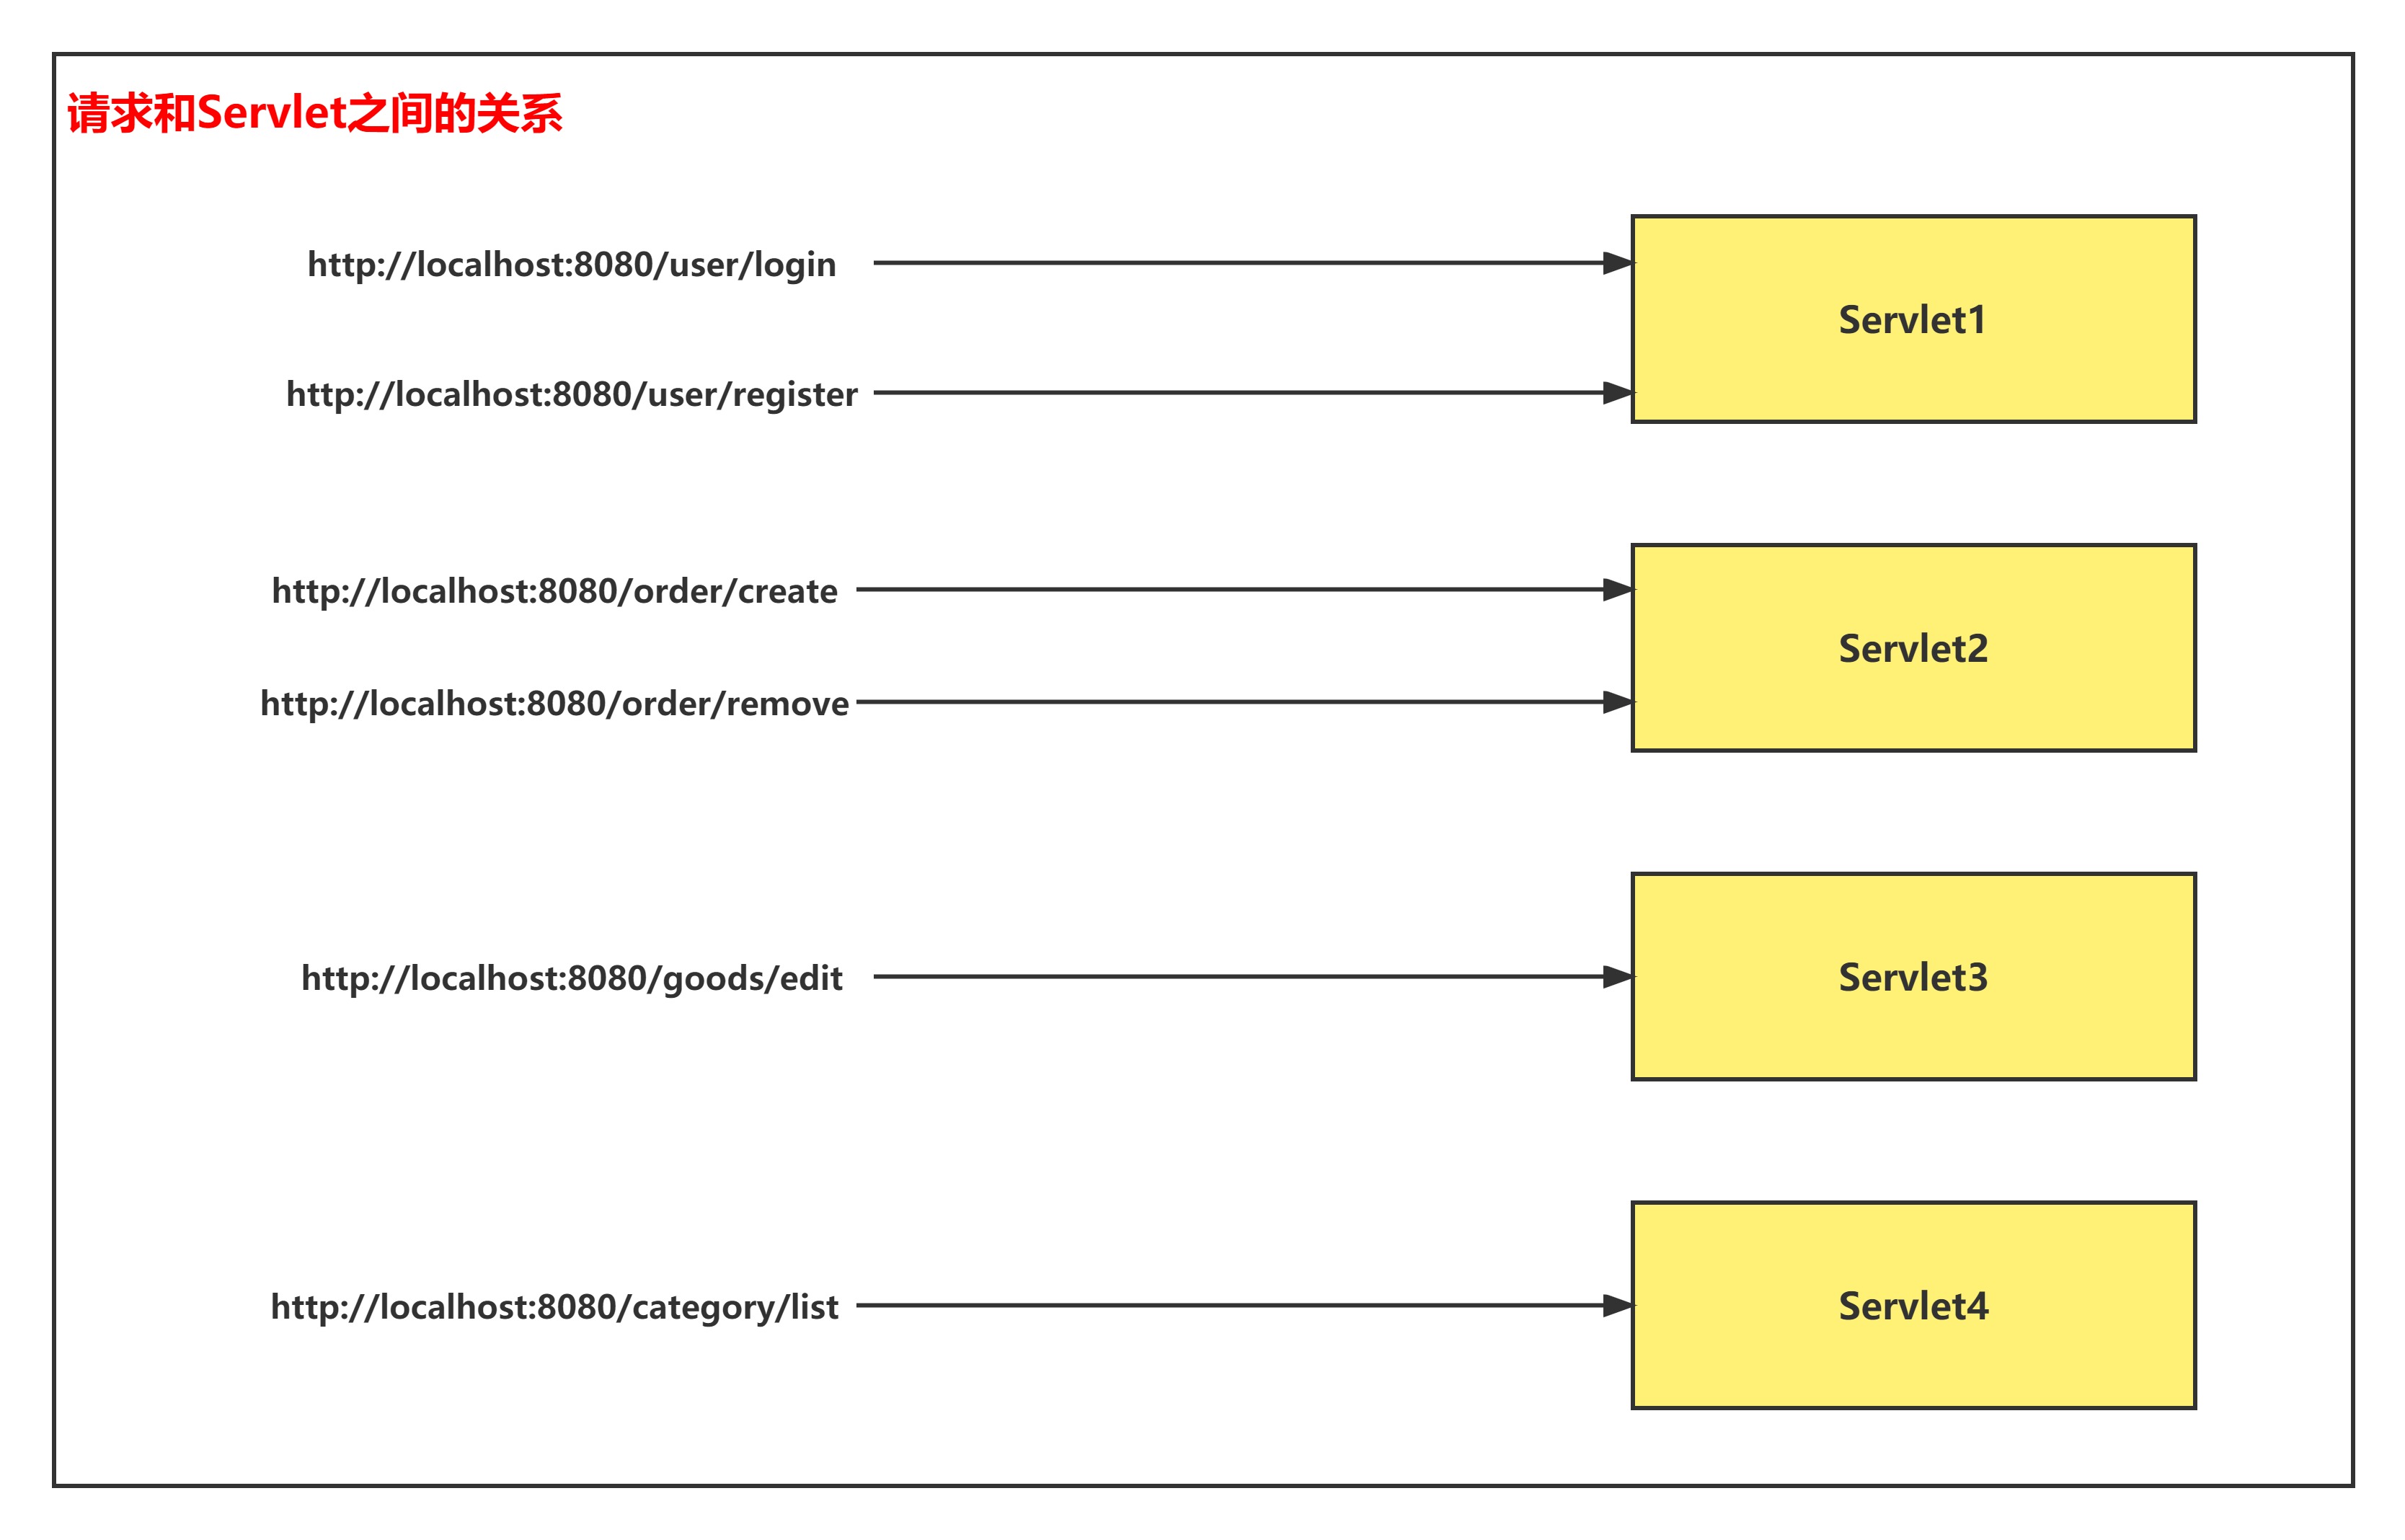 请求和Servlet之间的关系
http://localhost:8080/user/login
Servlet1
http://localhost:8080/user/register
http://localhost:8080/order/create
Servlet2
http://localhost:8080/order/remove
http://localhost:8080/goods/edit
Servlet3
http://localhost:8080/category/list
Servlet4